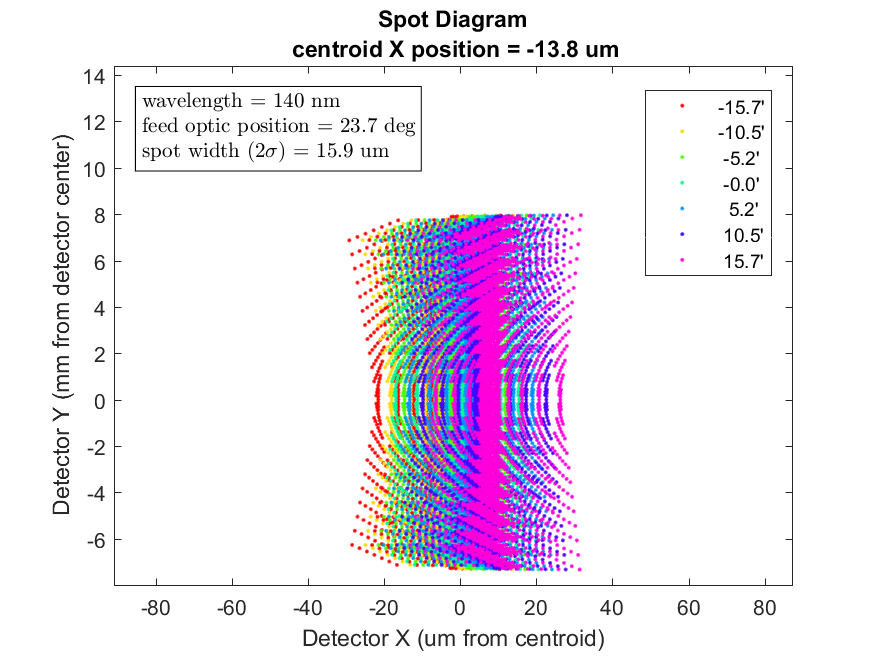 Spot Diagram
centroid X position = -13.8 um
wavelength = 140 nm
feed optic position = 23.7 deg
spot width (2σ) = 15.9 um
-15.7'
-10.5'
-5.2'
-0.0'
5.2'
10.5'
15.7'
14
12
10
8
6
4
2
0
-2
-4
-6
Detector Y (mm from detector center)
-80 -60 -40 -20 0 20 40 60 80
Detector X (um from centroid)